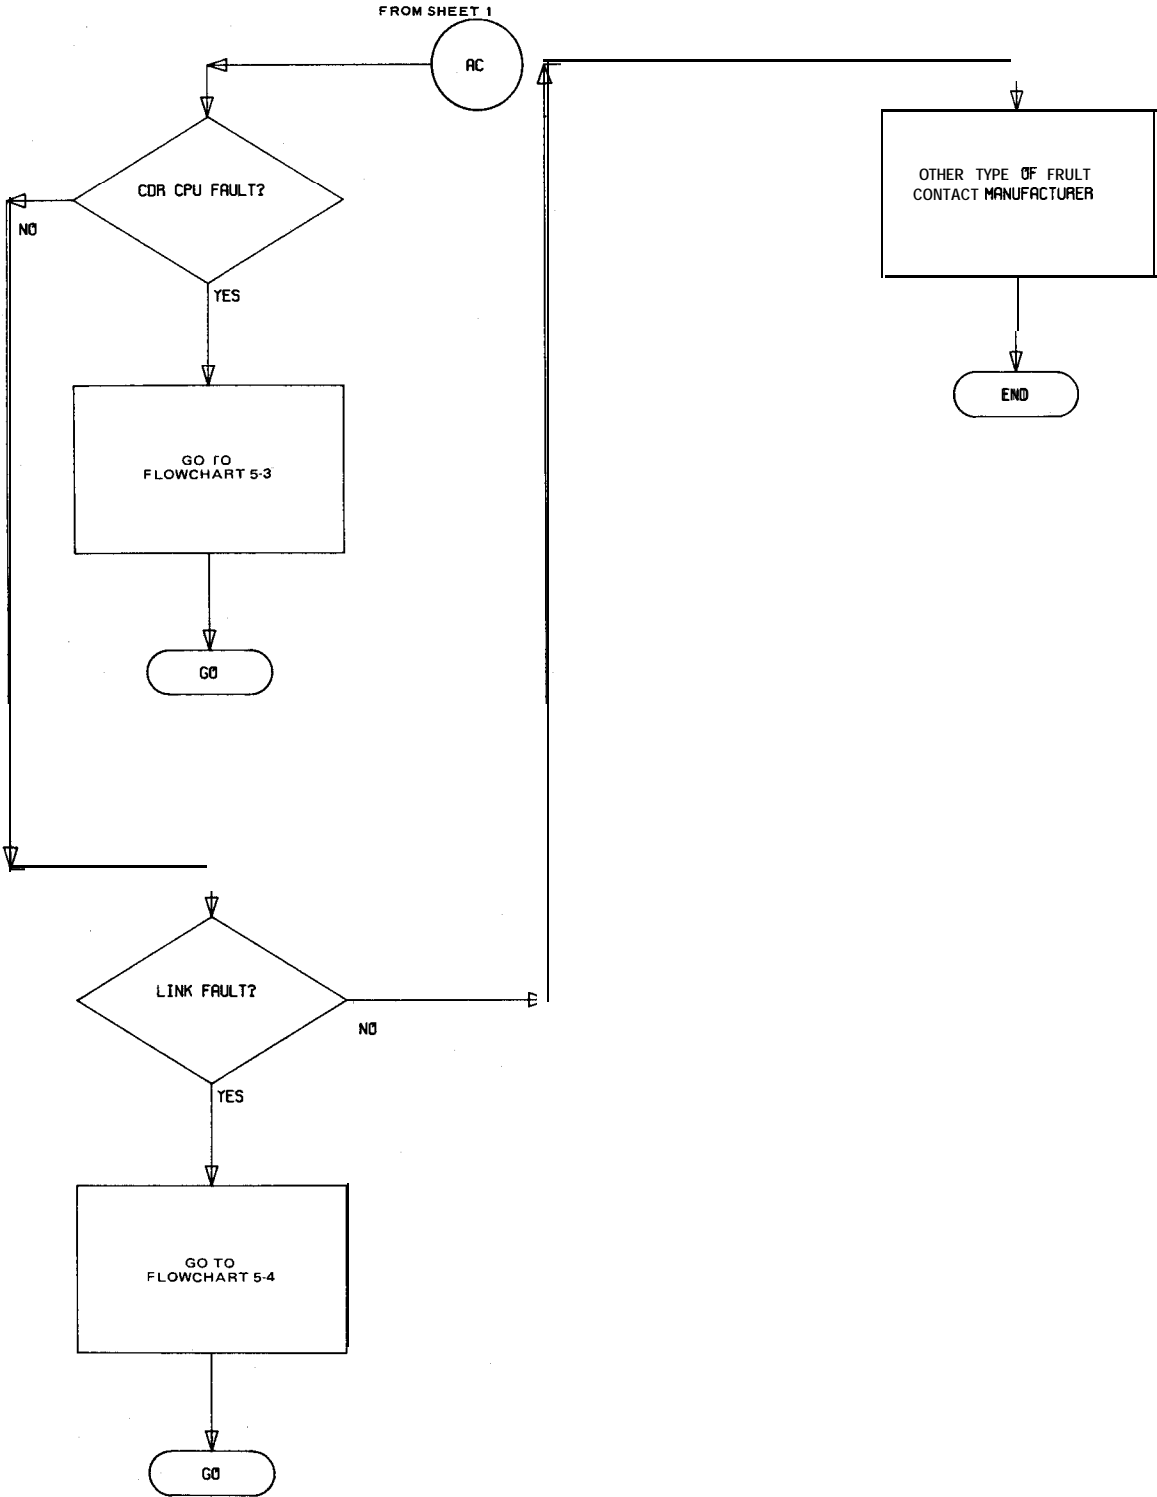 FROM SHEET 1
AC
CDR CPU FAULT?
NO
YES
GO TO
FLOWCHART 5-3
GO
LINK FAULT?
NO
YES
GO TO
FLOWCHART 5-4
GO
OTHER TYPE OF FRULT
CONTACT MANUFACTURER
END